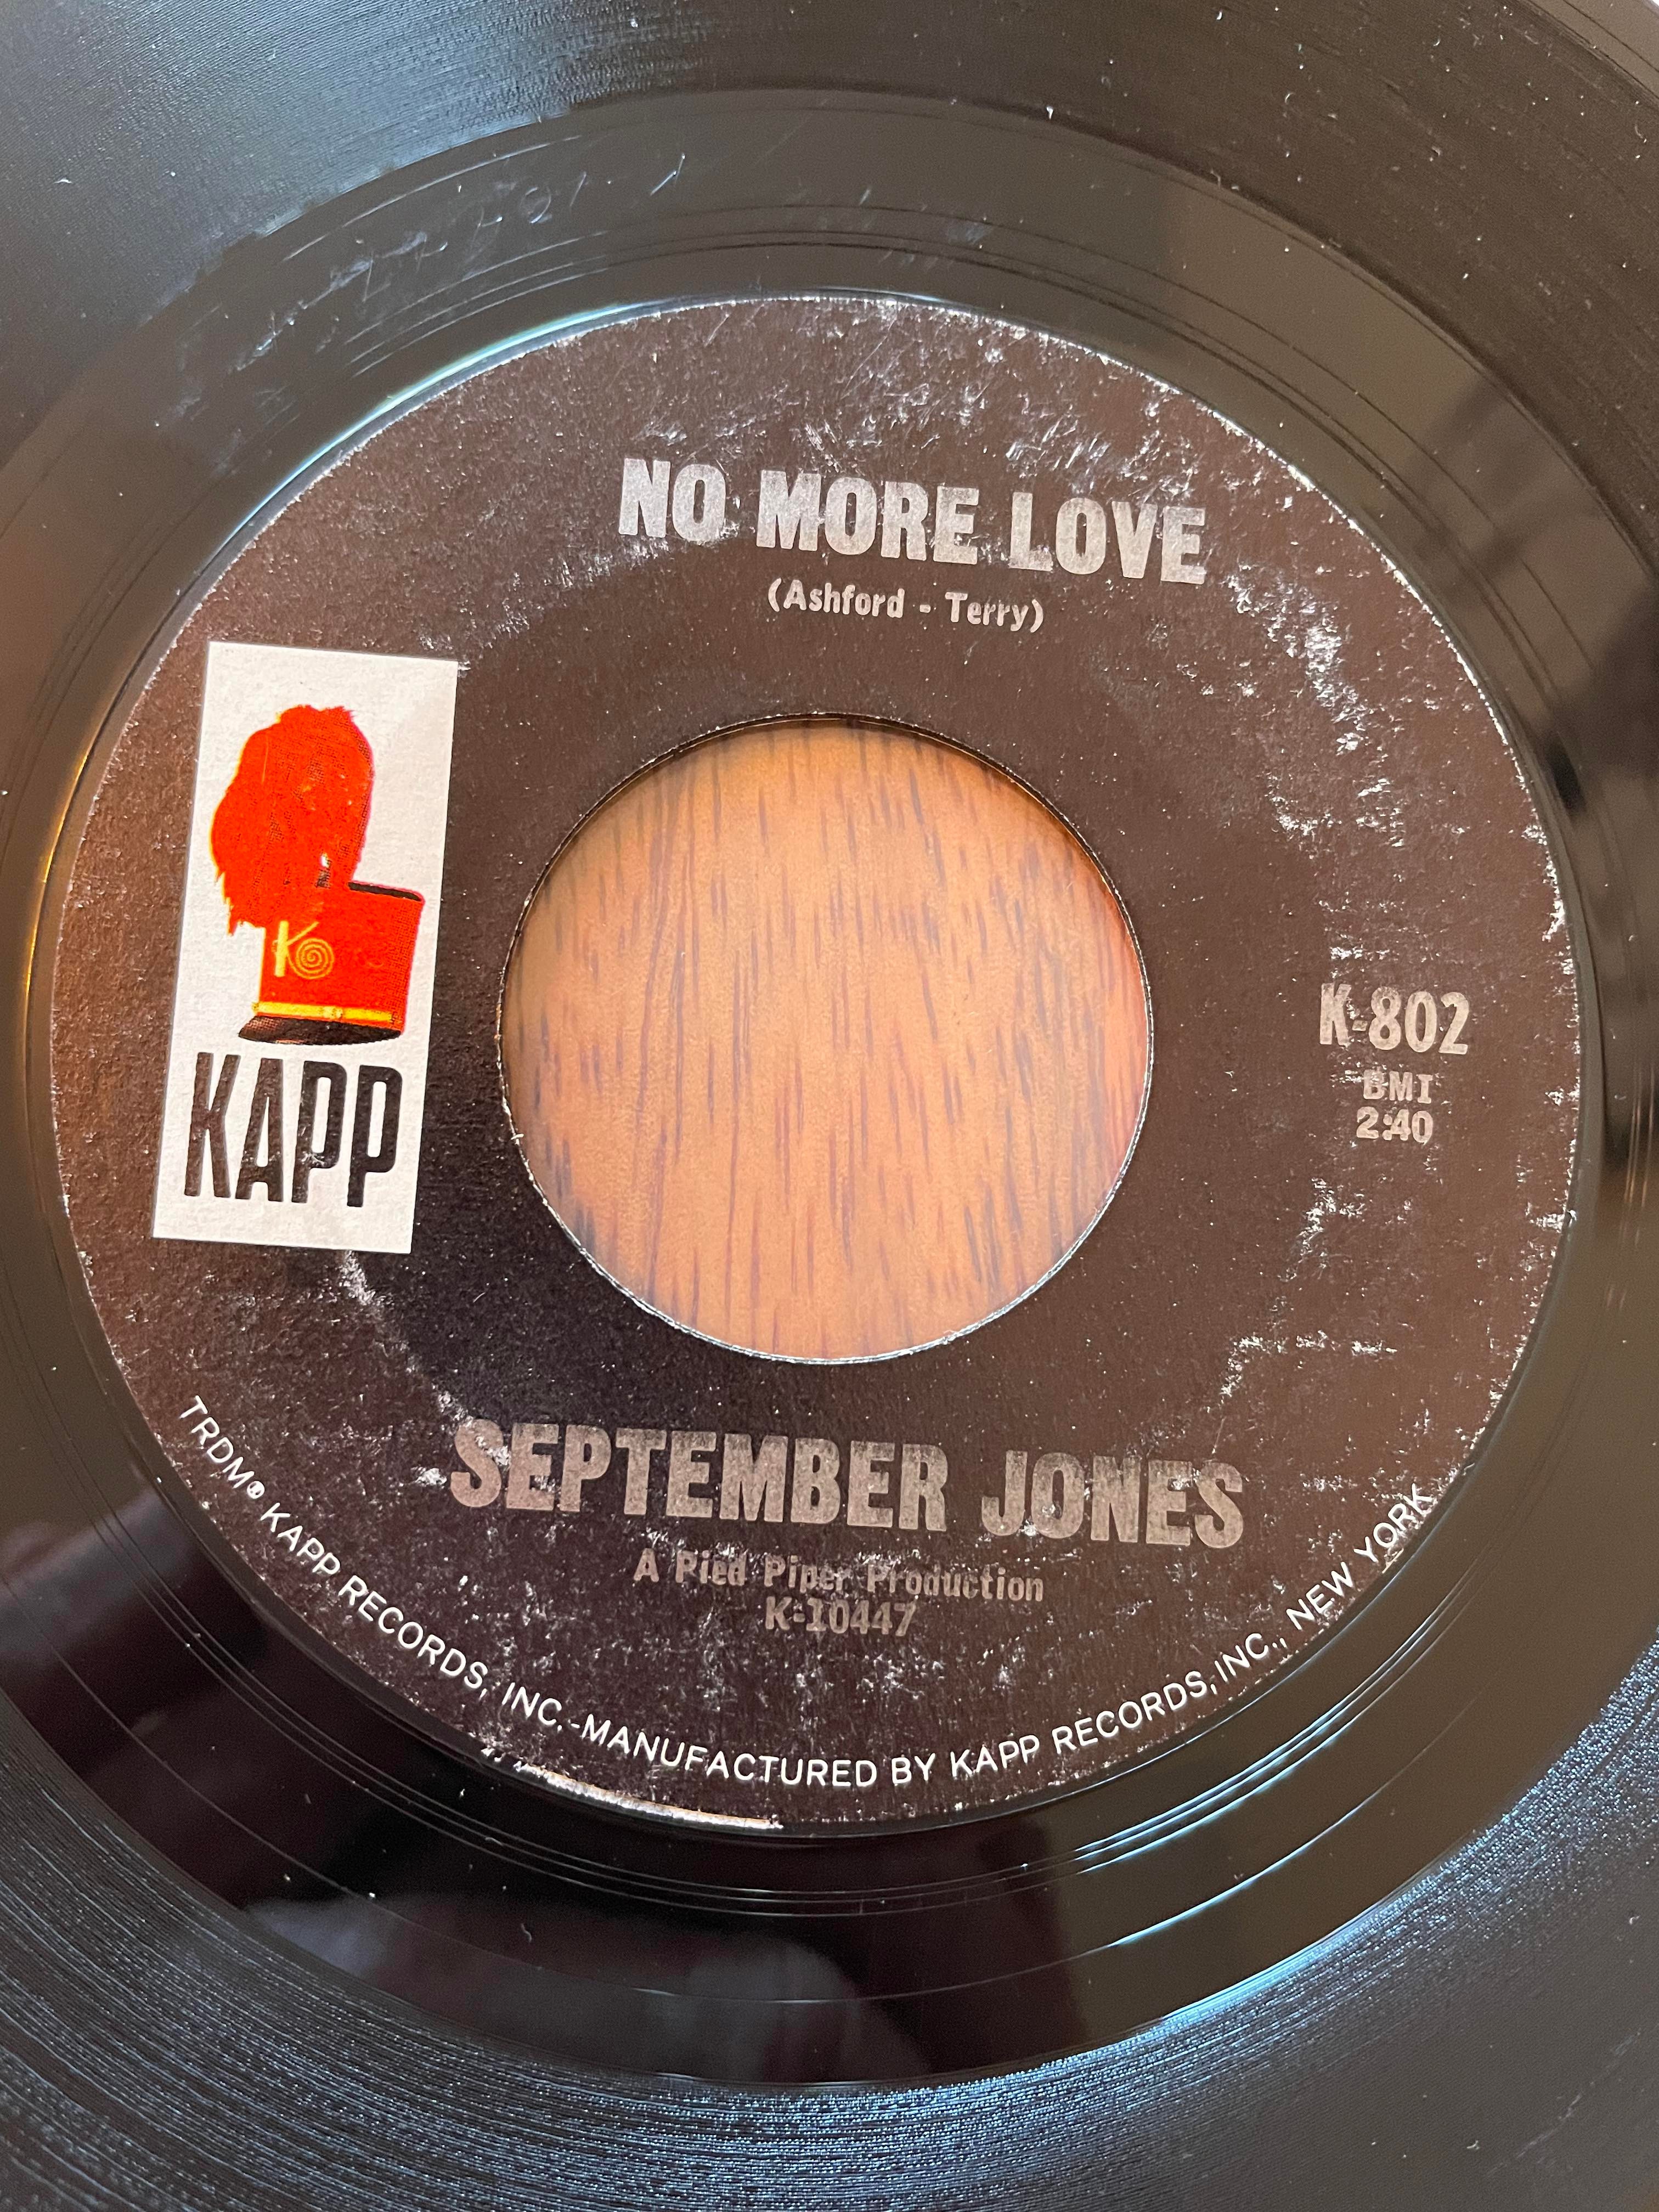 NO MORE LOVE
(Ashford - Terry)
K
KAPP
K-802
BMI
2:40
SEPTEMBER JONES
A Pied Piper Production
K-10447
TRDM® KAPP RECORDS, INC.-MANUFACTURED BY KAPP RECORDS, INC., NEW YORK